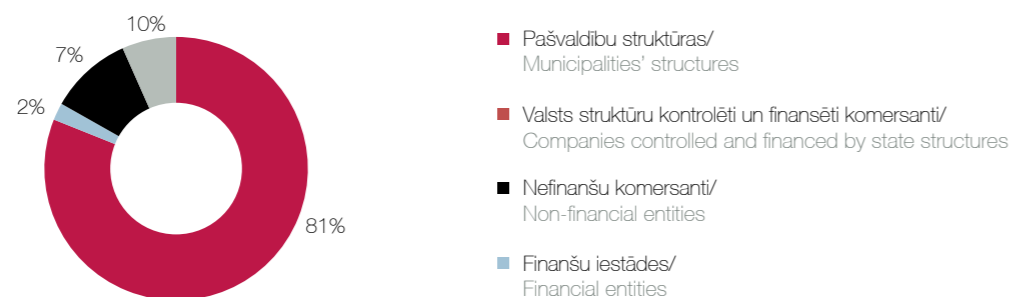 10%
7%
2%
81%
Pašvaldību struktūras/
Municipalities' structures
Valsts struktūru kontrolēti un finansēti komersanti/
Companies controlled and financed by state structures
Nefinanšu komersanti/
Non-financial entities
Finanšu iestādes/
Financial entities